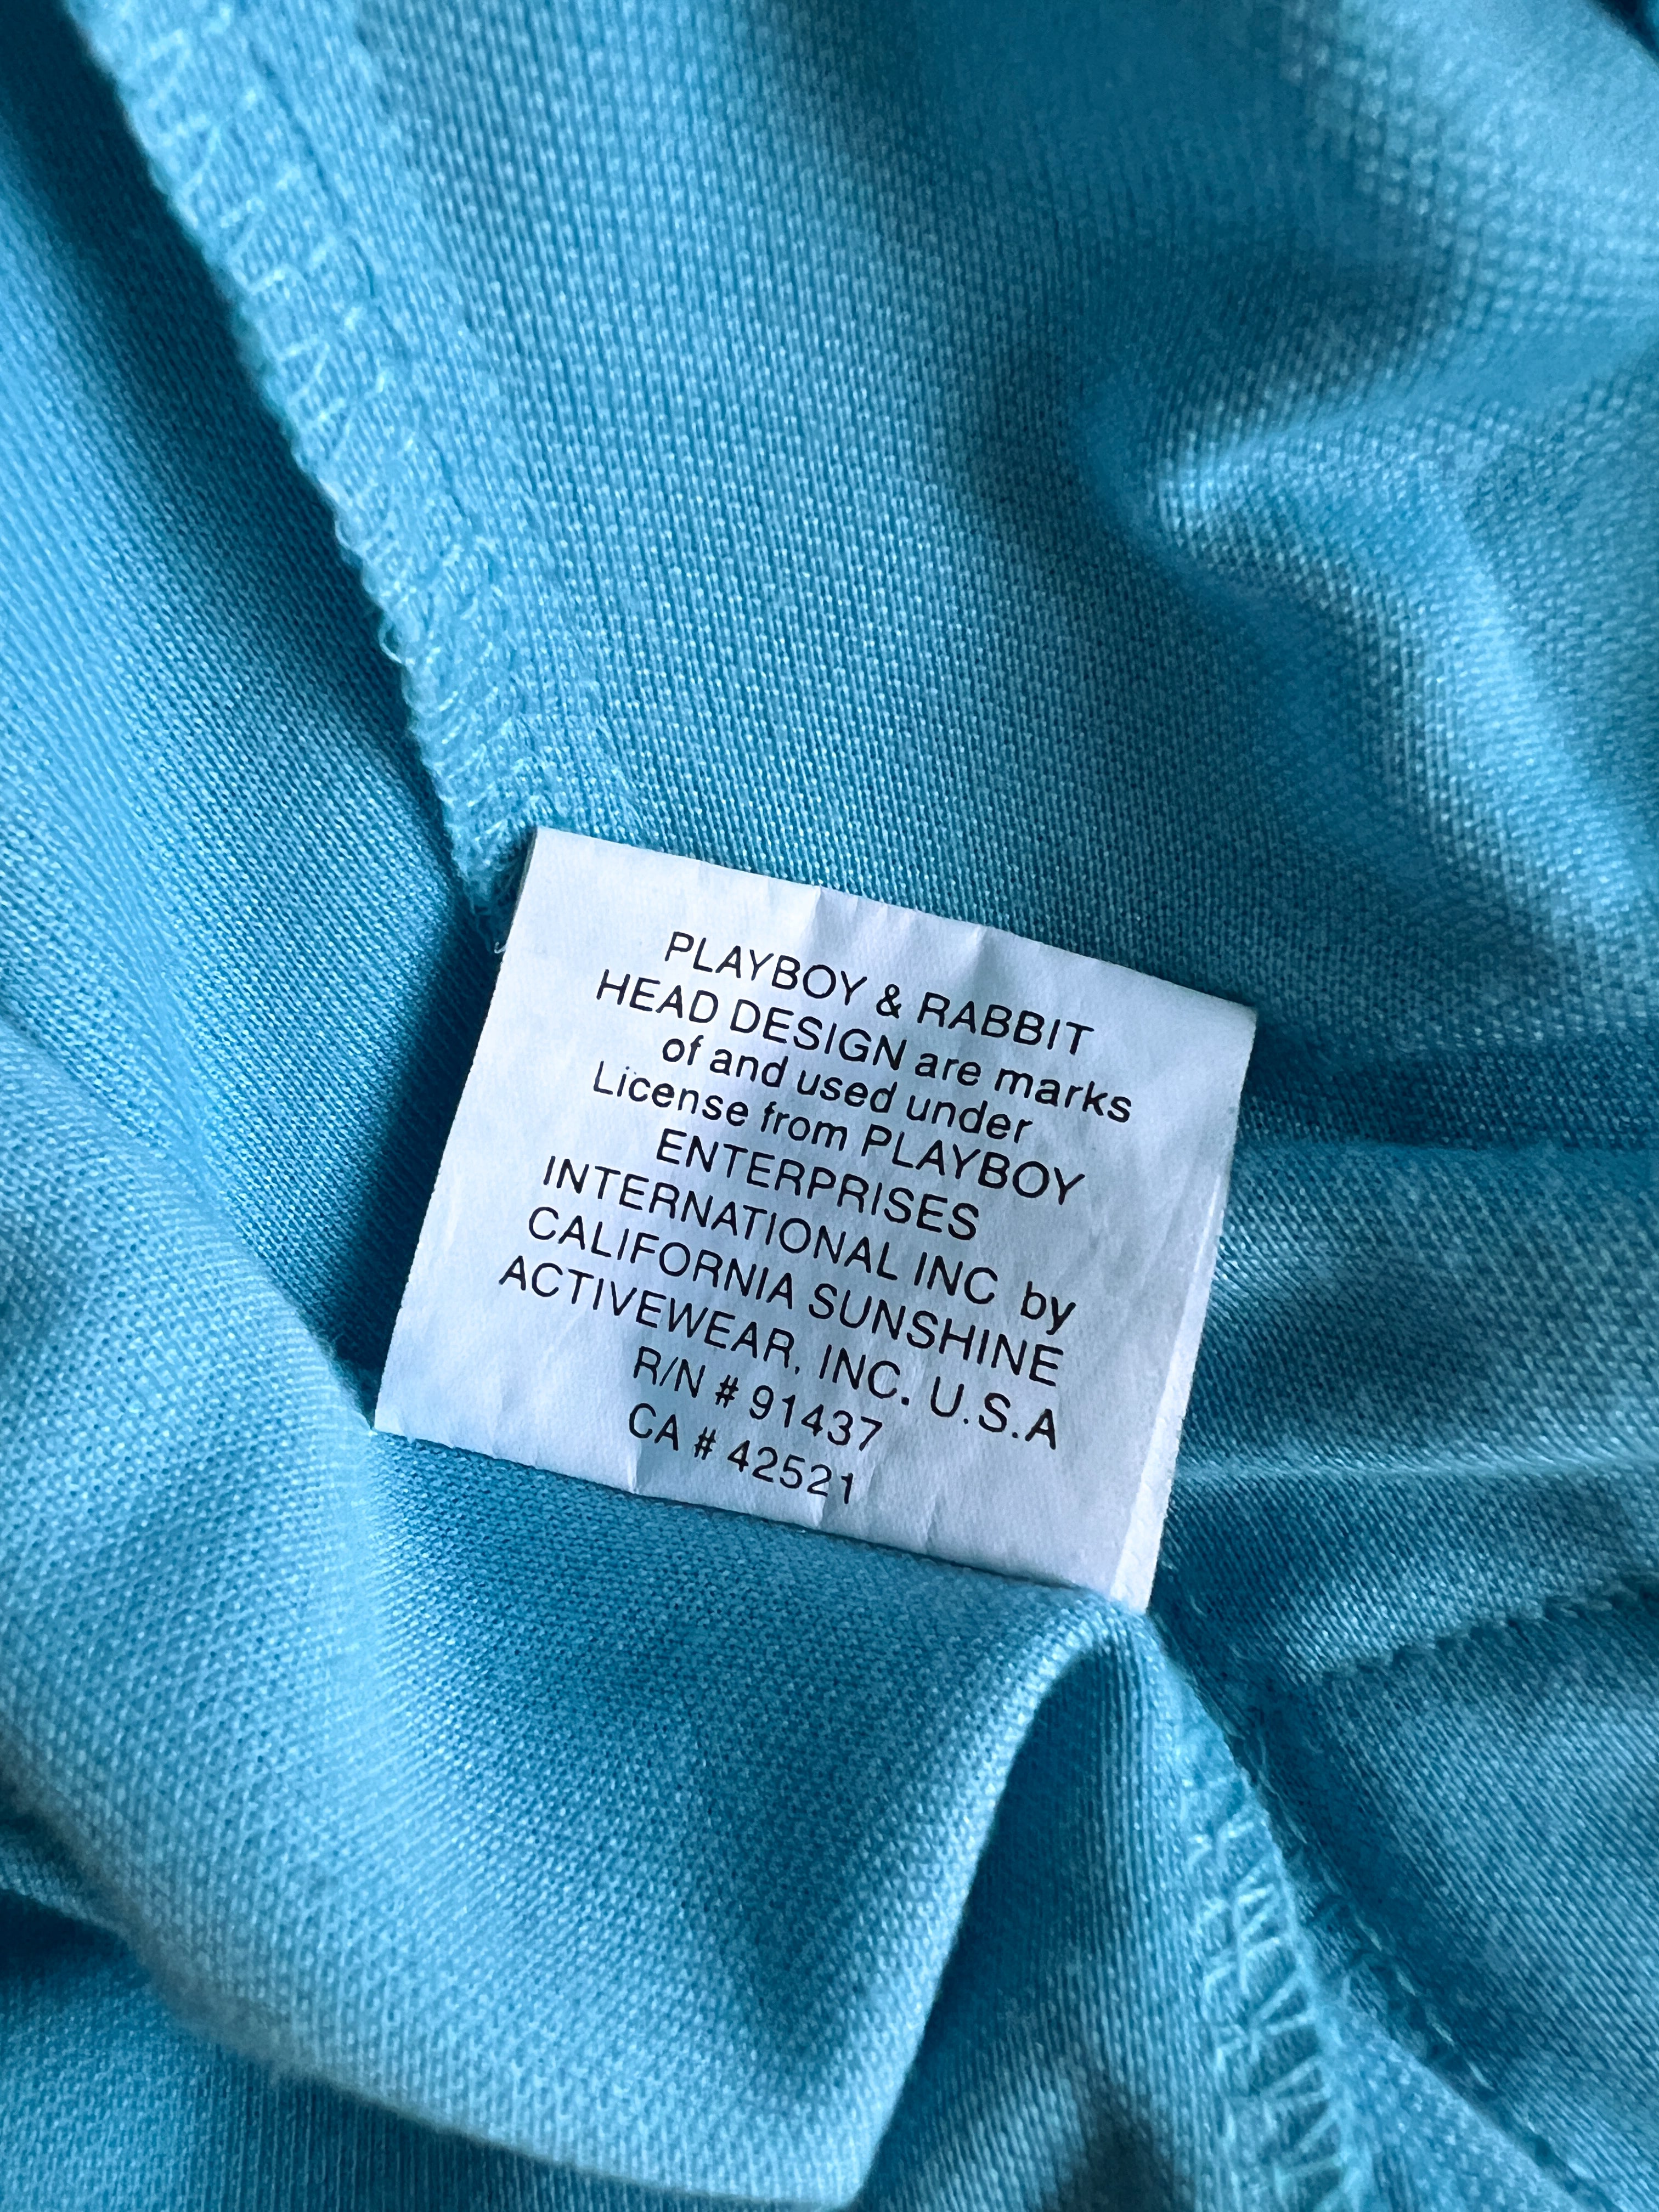 PLAYBOY & RABBIT
HEAD DESIGN are marks
of and used under
License from PLAYBOY
ENTERPRISES
INTERNATIONAL INC by
CALIFORNIA SUNSHINE
ACTIVEWEAR, INC. U.S.A
R/N # 91437
CA # 42521